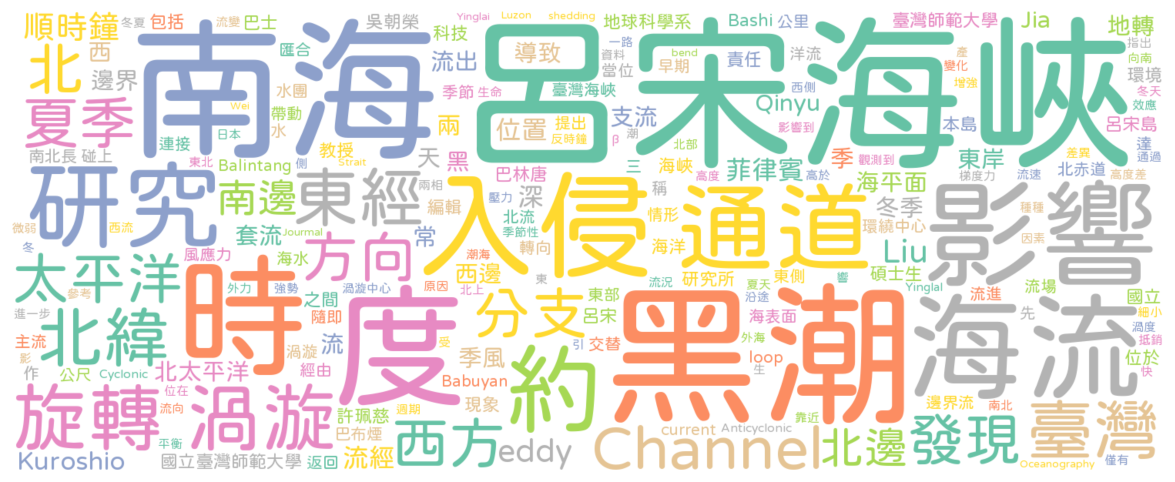 冬夏 流變 巴士 吳朝榮 Yinglai Luzon shedding 地球科學系 Bashi 公里 臺灣師範大學 Jia 地轉
順時鐘 包括 匯合 科技 導致 一路 資料 bend 早期 責任 洋流 產 指出 向南
北 西 南海 流出 呂宋海峽 當位 西側 變化 環境
邊界 水團 季節 生命 臺灣海峽 Qinyu 增強 冬天
夏季 Wei 帶動 水 兩 位置 提出 反時鐘 支流 潮 β 影響到 本島 呂宋島 效應
連接 日本 側 教授 Strait 北部 季 觀測到 差異 達
南北長 碰上 東北 Balintang 天 黑 巴林唐 三 海峽 菲律賓 高度 高於 東岸 梯度力 流速 通過
研究 南邊 東經 兩相 壓力 深 稱 海平面 北赤道 高度差
編輯 入侵 通道 情形 冬季 影響 種種
微弱 西流 套流 Journal 常 北流 季節性 轉向 海洋 環繞中心 因素
冬 風應力 方向 潮海 Liu
太平洋 海水 渦漩中心 西邊 東 研究所 東側 響 碩士生 Yinglal 流場 國立
參考 外力 強勢 之間 原因 北上 東部 流況 夏天 流進 先 細小
進一步 時 度 分支 呂宋 海表面 沿途 海流 渦度
北緯 隨即 受 黑潮 抵銷
主流 渦漩 流 季風 引 外海 交替 位於
影 作 北太平洋 約 loop 生 快
公尺 Cyclonic 經由 Babuyan
旋轉 渦漩 位在 許珮慈 週期 現象 靠近 邊界流 南北 臺灣
流向 巴布煙 current Anticyclonic
平衡 西方 eddy Channel 北邊 發現
Kuroshio 國立臺灣師範大學 返回 流經 Oceanography 僅有